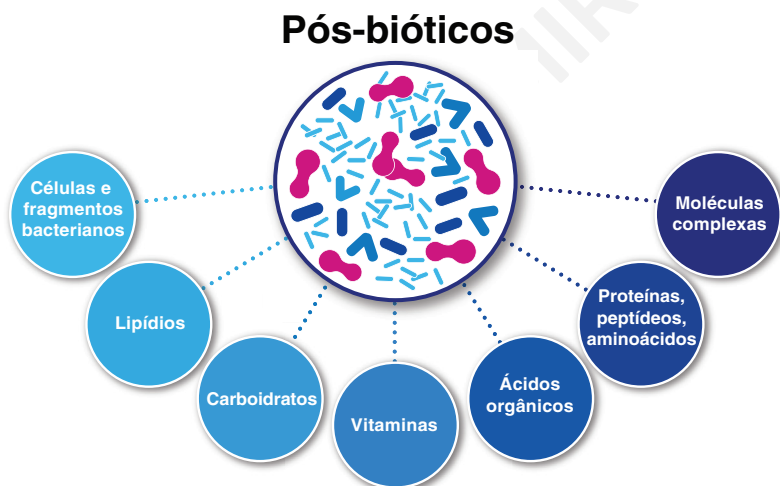 Pós-bióticos
Células e
fragmentos
bacterianos
Lipídios
Carboidratos
Vitaminas
Ácidos
orgânicos
Proteínas,
peptídeos,
aminoácidos
Moléculas
complexas